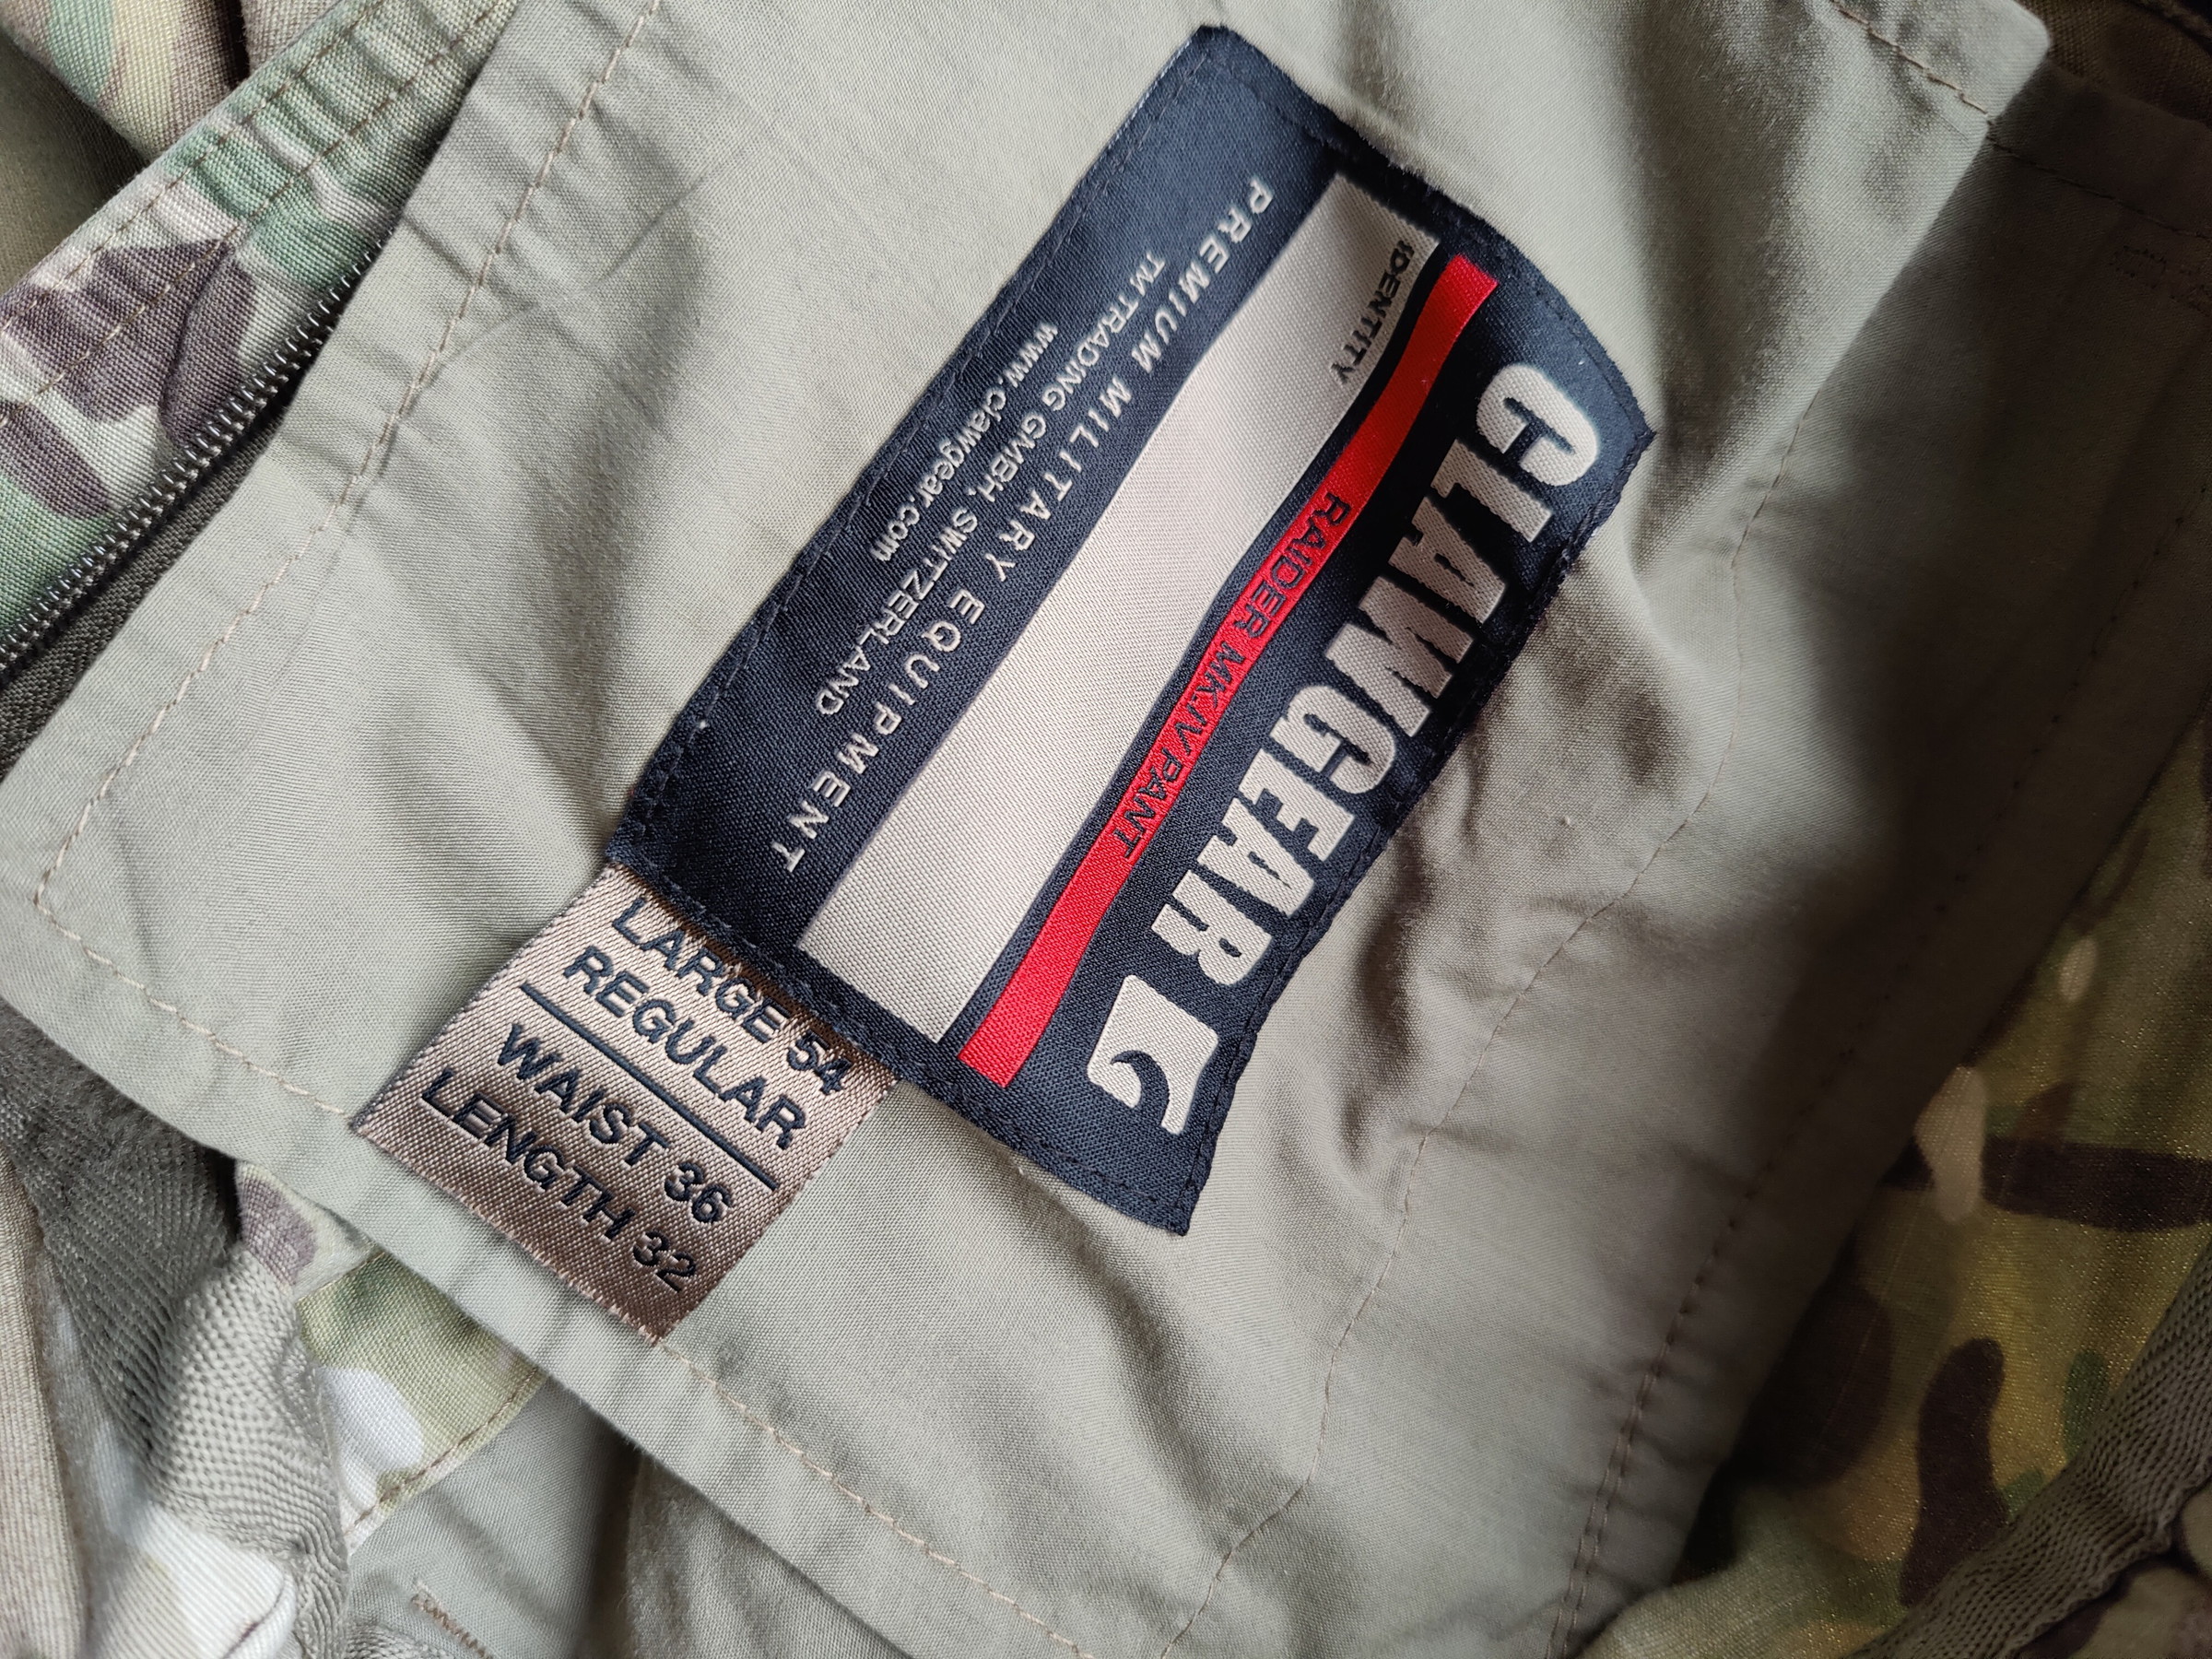 CLAWGEAR
RAIDER MK.IV PANT
IDENTITY
PREMIUM MILITARY EQUIPMENT
TM TRADING GMBH, SWITZERLAND
www.clawgear.com
LARGE 54
REGULAR
WAIST 36
LENGTH 32